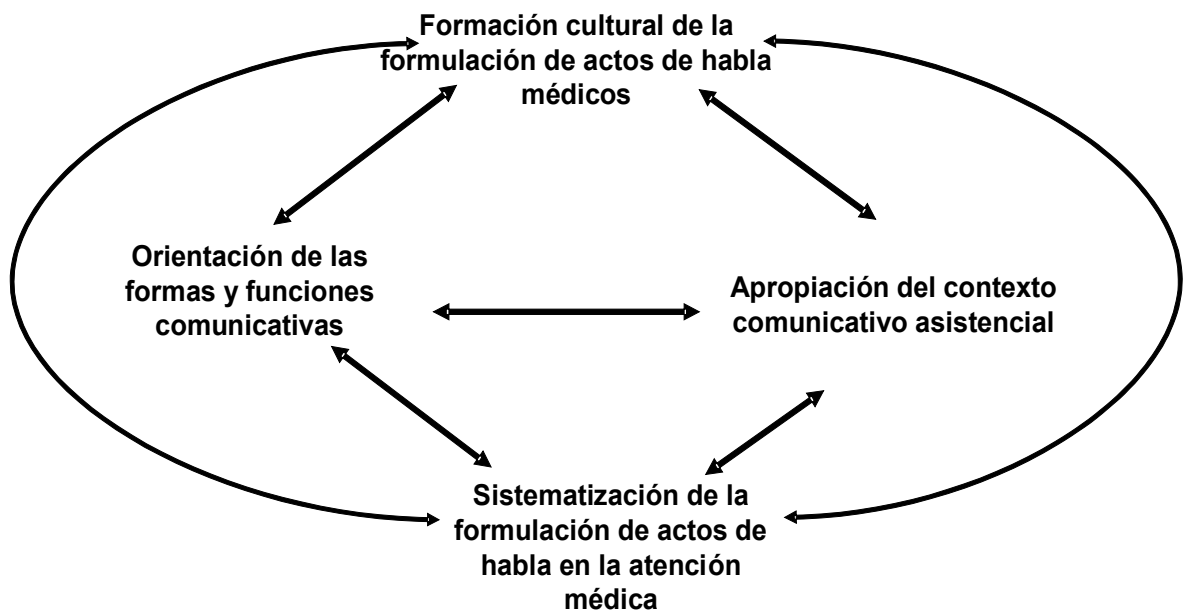 Formación cultural de la
formulación de actos de habla
médicos
Orientación de las
formas y funciones
comunicativas
Apropiación del contexto
comunicativo asistencial
Sistematización de la
formulación de actos de
habla en la atención
médica